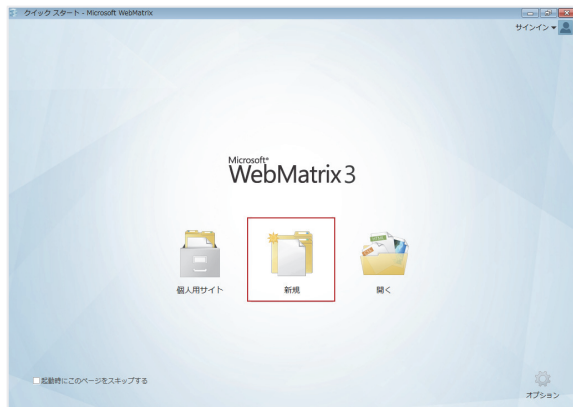 クイック スタート - Microsoft WebMatrix
サインイン
Microsoft®
WebMatrix 3
個人用サイト
新規
開く
起動時にこのページをスキップする
オプション